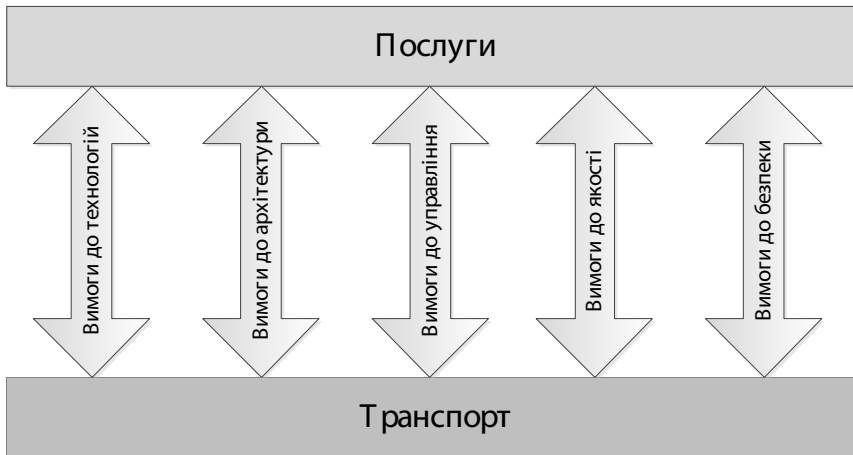 Послуги
Вимоги до технологій
Вимоги до архітектури
Вимоги до управління
Вимоги до якості
Вимоги до безпеки
Транспорт